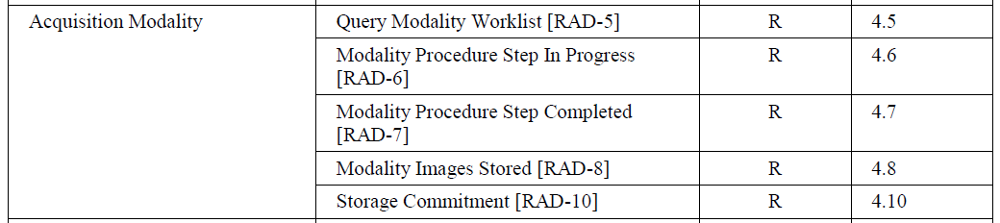 Acquisition Modality Query Modality Worklist [RAD-5] R 4.5
Modality Procedure Step In Progress R 4.6
[RAD-6]
Modality Procedure Step Completed R 4.7
[RAD-7]
Modality Images Stored [RAD-8] R 4.8
Storage Commitment [RAD-10] R 4.10